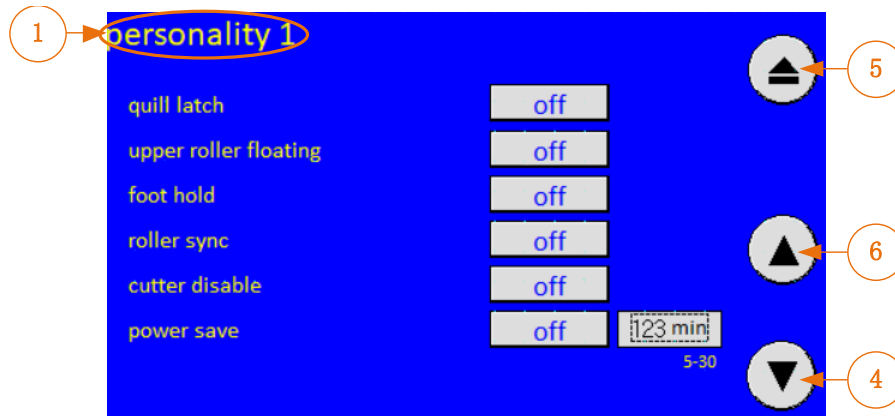 1
personality 1
5
quill latch off
upper roller floating off
foot hold off
roller sync off
6
cutter disable off
power save off 123 min
5-30
4